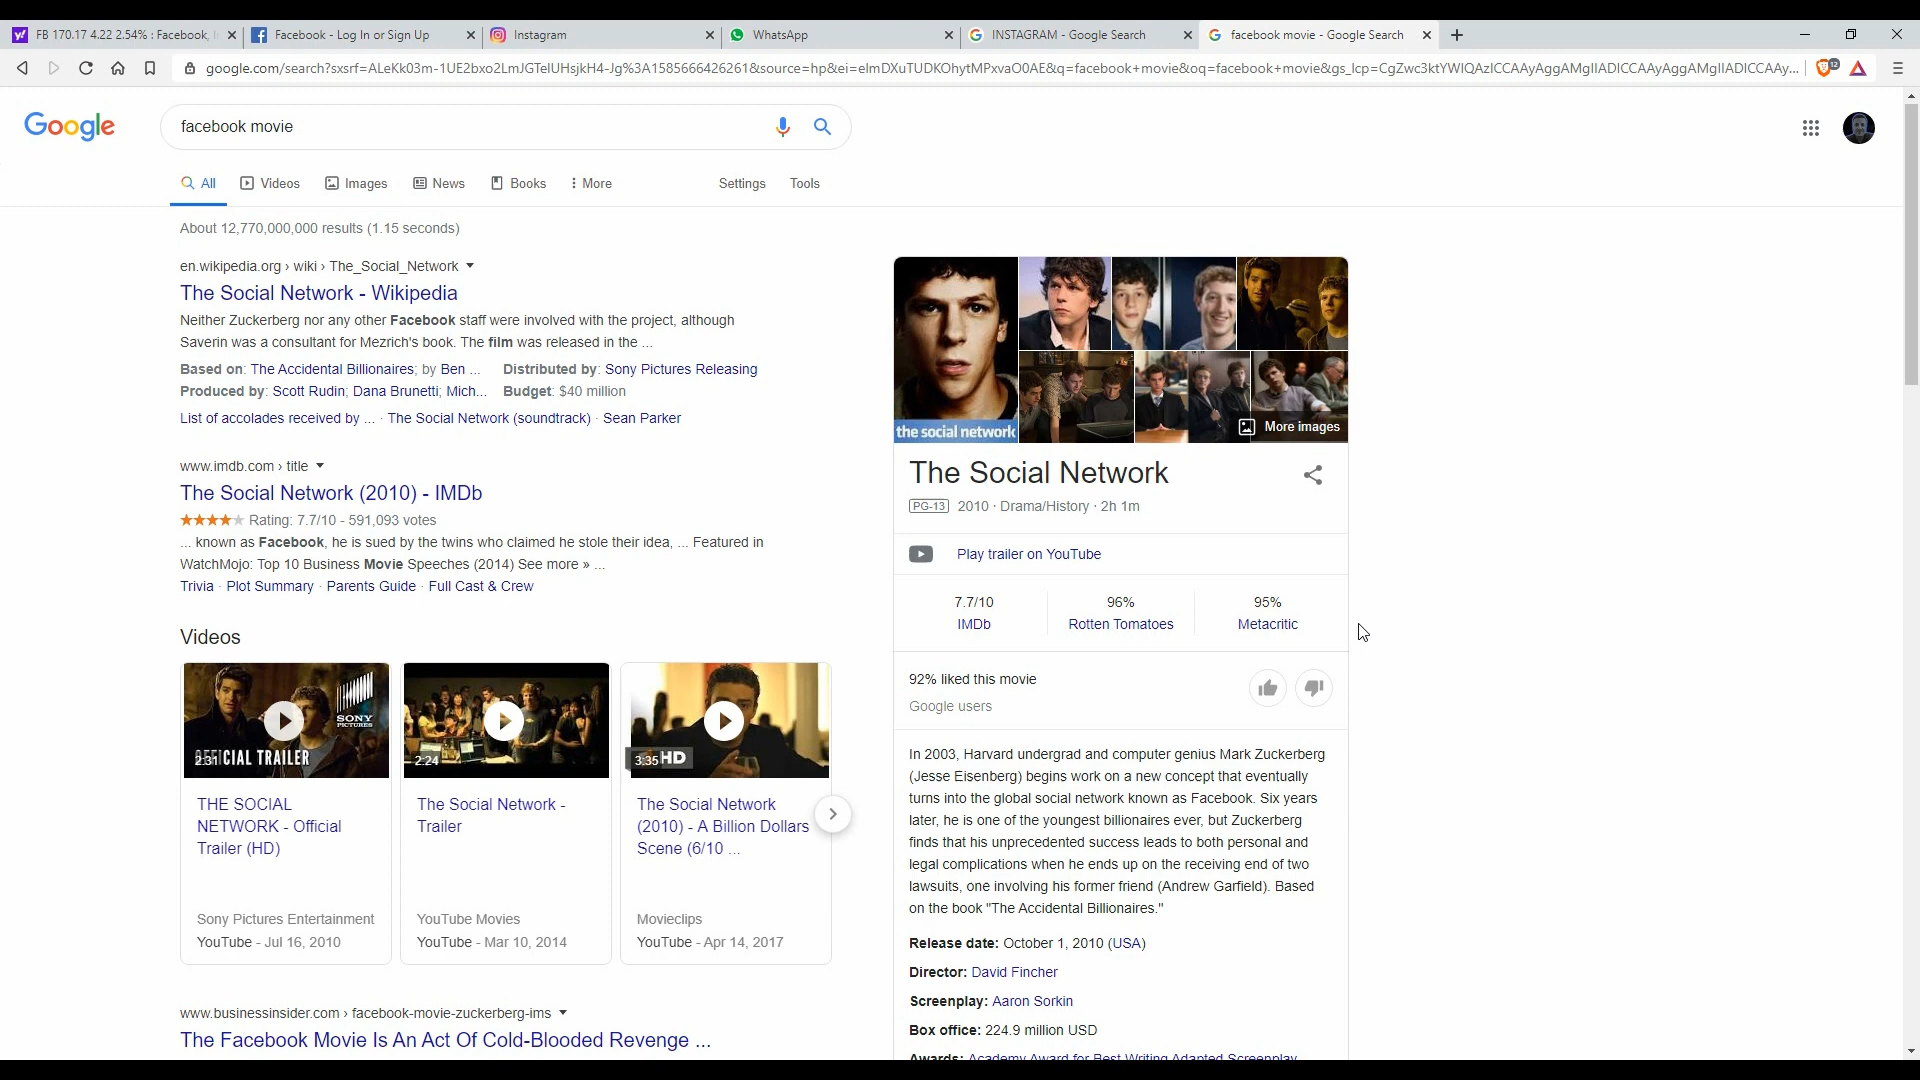 FB 170.17 4.22 2.54% : Facebook,
Facebook - Log In or Sign Up
Instagram
WhatsApp
INSTAGRAM - Google Search
facebook movie - Google Search
google.com/search?sxsrf=ALeKk03m-1UE2bxo2LmJGTelUHsjkH4-Jg%3A1585666426261&source=hp&ei=elmDXuTUDKOhytMPxvaO0AE&q=facebook+movie&oq=facebook+movie&gs_lcp=CgZwc3ktYWIQAzICCAAyAggAMgIIADICCAAyAggAMgIIADICCAAy...
12
Google
facebook movie
All
Videos
Images
News
Books
More
Settings
Tools
About 12,770,000,000 results (1.15 seconds)
en.wikipedia.org › wiki › The_Social_Network
The Social Network - Wikipedia
Neither Zuckerberg nor any other Facebook staff were involved with the project, although
Saverin was a consultant for Mezrich's book. The film was released in the ...
Based on: The Accidental Billionaires; by Ben ... Distributed by: Sony Pictures Releasing
Produced by: Scott Rudin; Dana Brunetti; Mich... Budget: $40 million
List of accolades received by ... · The Social Network (soundtrack) · Sean Parker
www.imdb.com › title
The Social Network (2010) - IMDb
Rating: 7.7/10 - 591,093 votes
... known as Facebook, he is sued by the twins who claimed he stole their idea, ... Featured in
WatchMojo: Top 10 Business Movie Speeches (2014) See more » ...
Trivia · Plot Summary · Parents Guide · Full Cast & Crew
Videos
SONY
PICTURES
OFFICIAL TRAILER
2:31
2:24
3:35
HD
THE SOCIAL
NETWORK - Official
Trailer (HD)
Sony Pictures Entertainment
YouTube - Jul 16, 2010
The Social Network -
Trailer
YouTube Movies
YouTube - Mar 10, 2014
The Social Network
(2010) - A Billion Dollars
Scene (6/10 ...
Movieclips
YouTube - Apr 14, 2017
www.businessinsider.com › facebook-movie-zuckerberg-ims
The Facebook Movie Is An Act Of Cold-Blooded Revenge ...
the social network
More images
The Social Network
PG-13 2010 · Drama/History · 2h 1m
Play trailer on YouTube
7.7/10
IMDb
96%
Rotten Tomatoes
95%
Metacritic
92% liked this movie
Google users
In 2003, Harvard undergrad and computer genius Mark Zuckerberg
(Jesse Eisenberg) begins work on a new concept that eventually
turns into the global social network known as Facebook. Six years
later, he is one of the youngest billionaires ever, but Zuckerberg
finds that his unprecedented success leads to both personal and
legal complications when he ends up on the receiving end of two
lawsuits, one involving his former friend (Andrew Garfield). Based
on the book "The Accidental Billionaires."
Release date: October 1, 2010 (USA)
Director: David Fincher
Screenplay: Aaron Sorkin
Box office: 224.9 million USD
Awards: Academy Award for Best Writing Adapted Screenplay